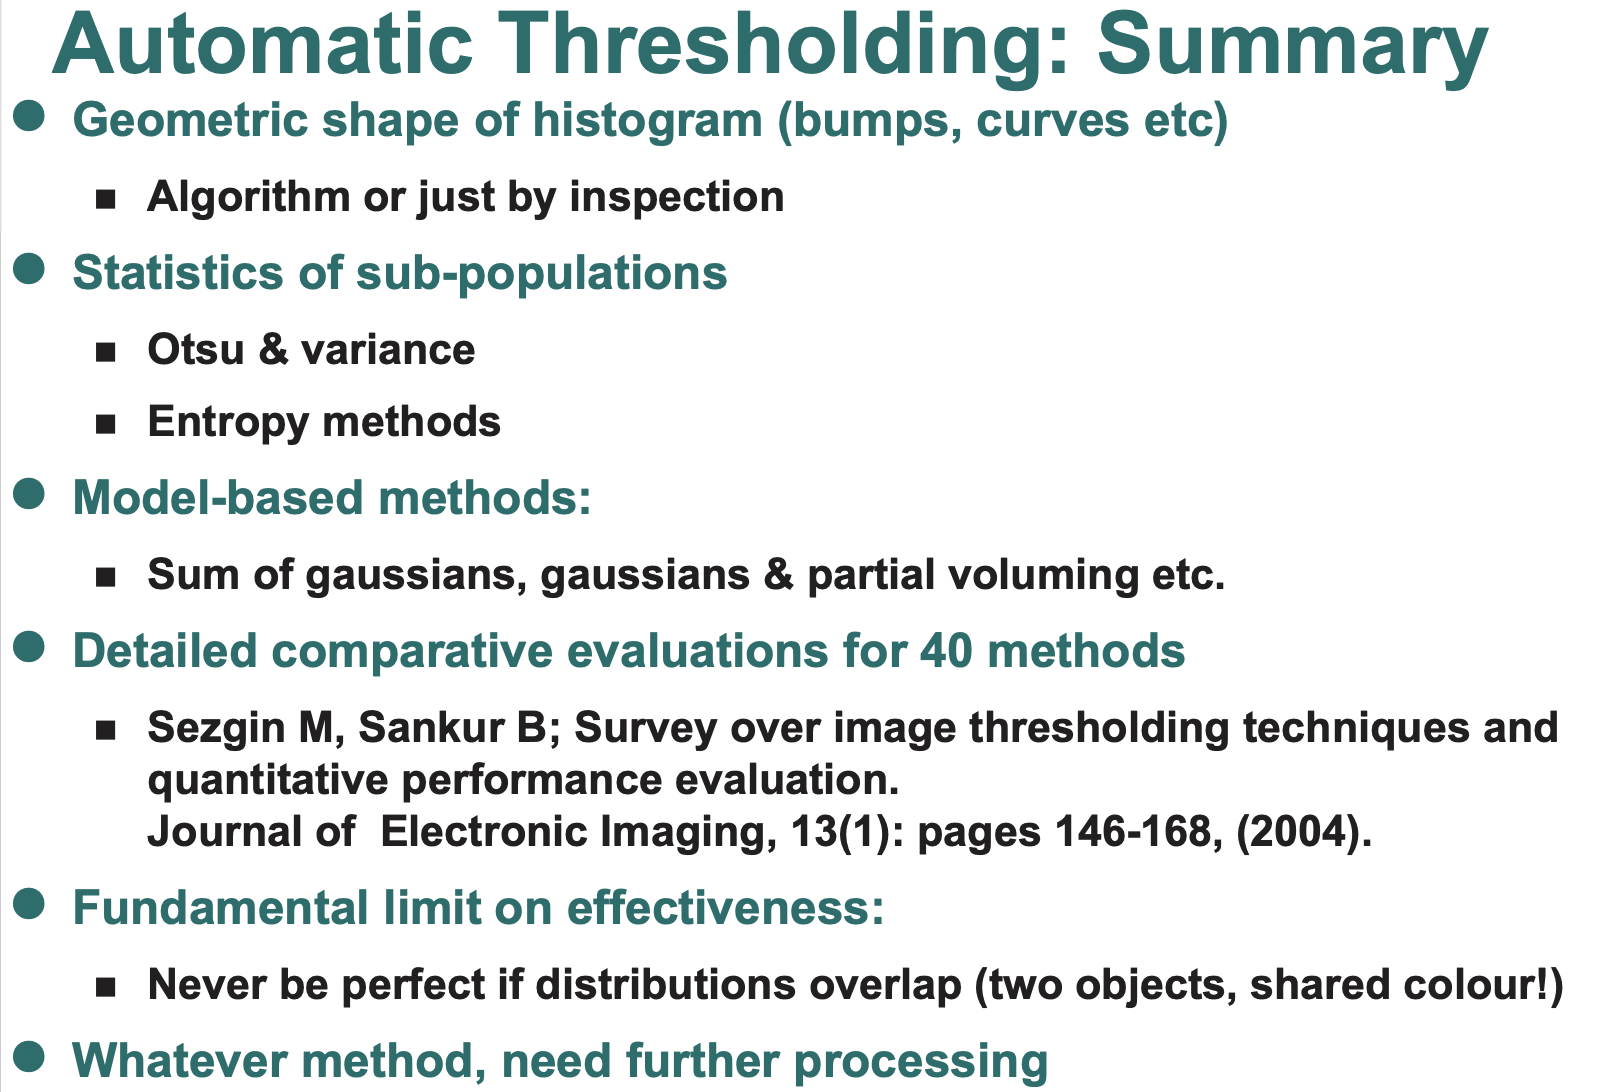 Automatic Thresholding: Summary
Geometric shape of histogram (bumps, curves etc)
Algorithm or just by inspection
Statistics of sub-populations
Otsu & variance
Entropy methods
Model-based methods:
Sum of gaussians, gaussians & partial voluming etc.
Detailed comparative evaluations for 40 methods
Sezgin M, Sankur B; Survey over image thresholding techniques and
quantitative performance evaluation.
Journal of  Electronic Imaging, 13(1): pages 146-168, (2004).
Fundamental limit on effectiveness:
Never be perfect if distributions overlap (two objects, shared colour!)
Whatever method, need further processing